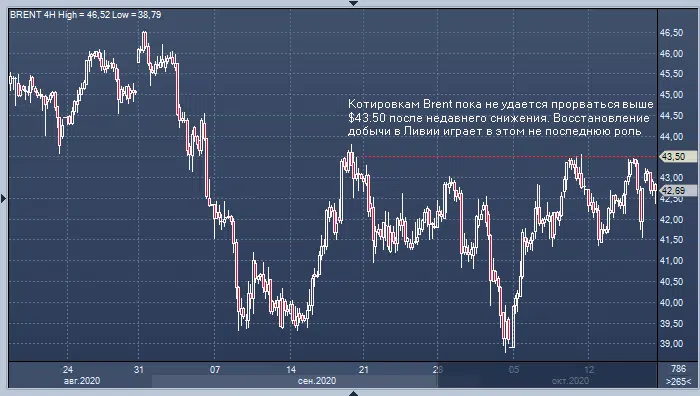 BRENT 4H High = 46,52 Low = 38,79
46,50
46,00
45,50
45,00
44,50
Котировкам Brent пока не удается прорваться выше
$43.50 после недавнего снижения. Восстановление
добычи в Ливии играет в этом не последнюю роль
44,00
43,50
43,00
42,69
42,50
42,00
41,50
41,00
40,50
40,00
39,50
39,00
24 31 07 14 21 28 05 12 786
авг.2020 сен.2020 окт.2020 >265<